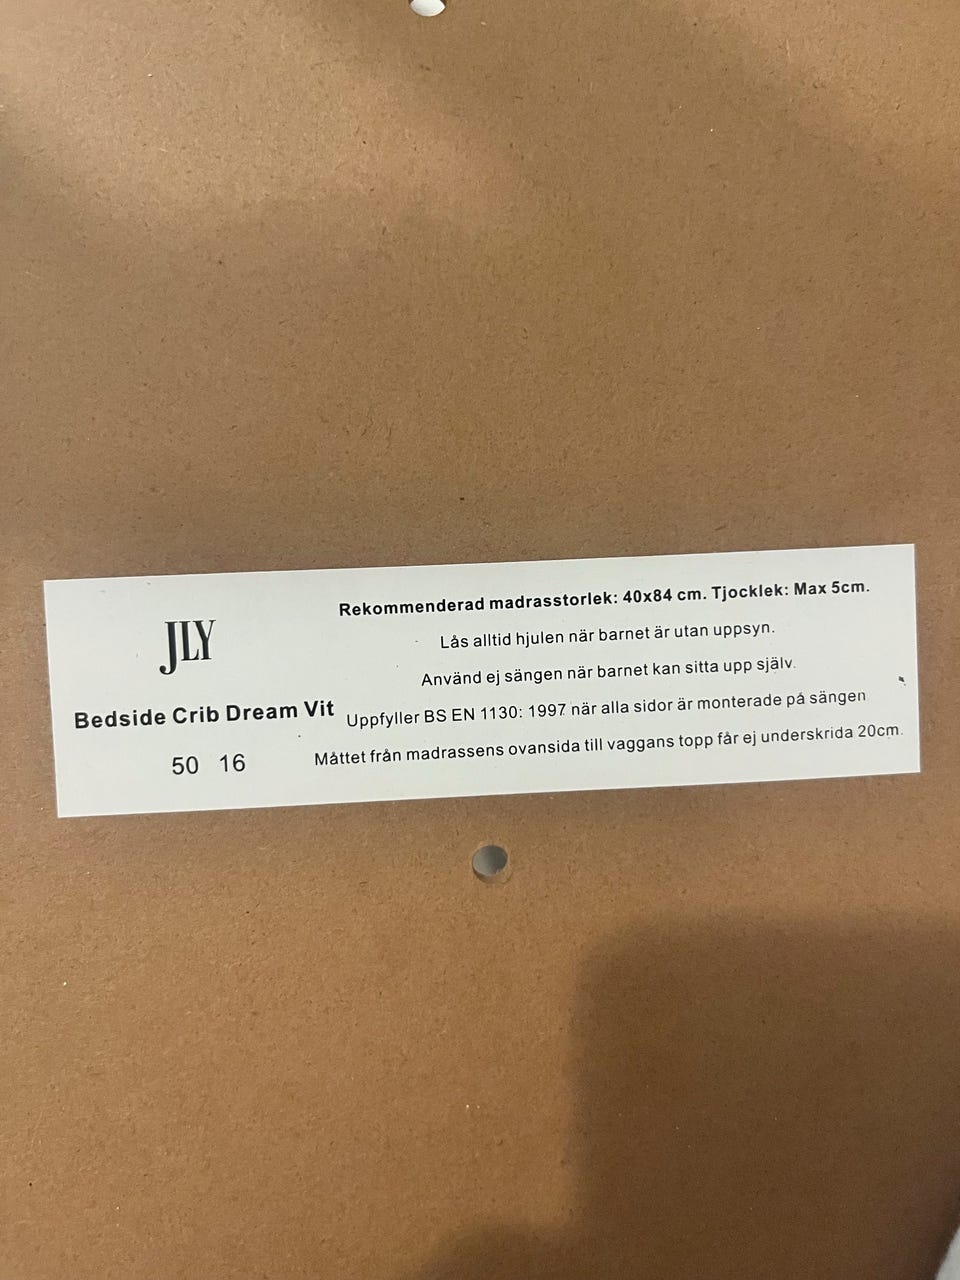 JLY
Bedside Crib Dream Vit
50 16
Rekommenderad madrasstorlek: 40x84 cm. Tjocklek: Max 5cm.
Lås alltid hjulen när barnet är utan uppsyn.
Använd ej sängen när barnet kan sitta upp själv.
Uppfyller BS EN 1130: 1997 när alla sidor är monterade på sängen
Måttet från madrassens ovansida till vaggans topp får ej underskrida 20cm.